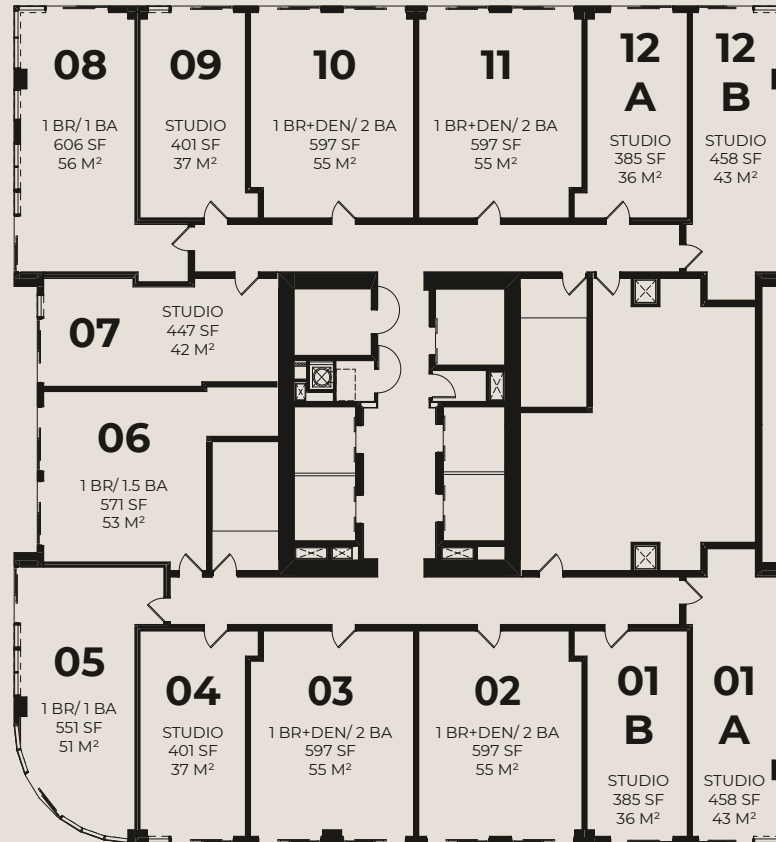 08
1 BR/ 1 BA
606 SF
56 M²
09
STUDIO
401 SF
37 M²
10
1 BR+DEN/ 2 BA
597 SF
55 M²
11
1 BR+DEN/ 2 BA
597 SF
55 M²
12
A
STUDIO
385 SF
36 M²
12
B
STUDIO
458 SF
43 M²
07
STUDIO
447 SF
42 M²
06
1 BR/ 1.5 BA
571 SF
53 M²
05
1 BR/ 1 BA
551 SF
51 M²
04
STUDIO
401 SF
37 M²
03
1 BR+DEN/ 2 BA
597 SF
55 M²
02
1 BR+DEN/ 2 BA
597 SF
55 M²
01
B
STUDIO
385 SF
36 M²
01
A
STUDIO
458 SF
43 M²